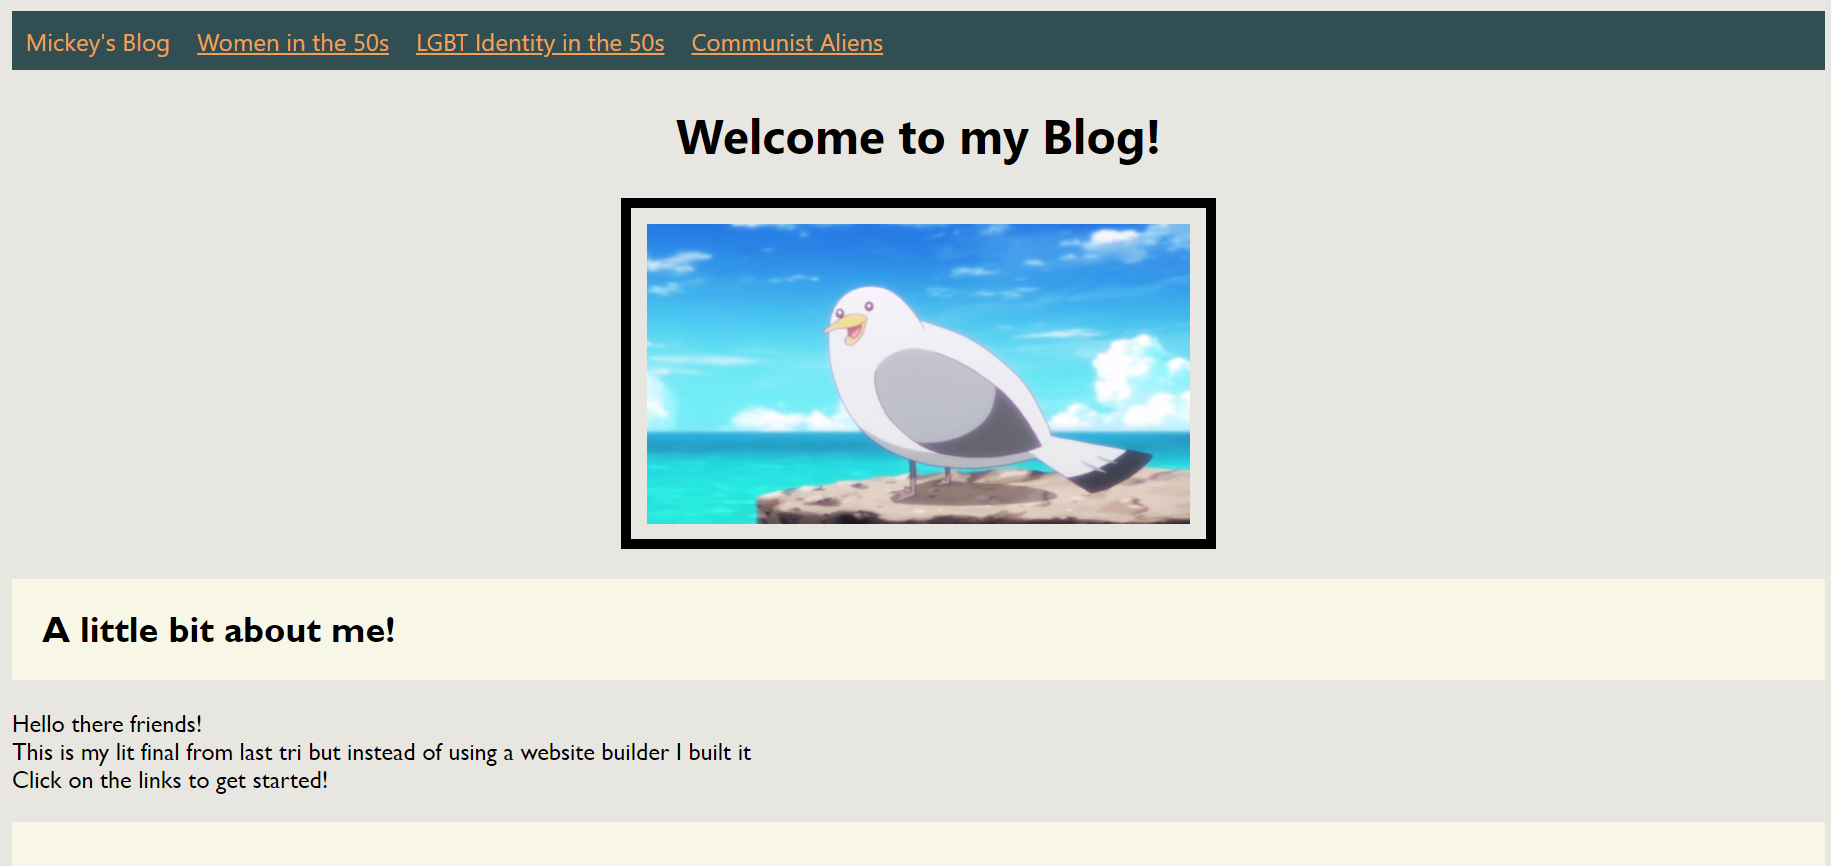 Mickey's Blog Women in the 50s LGBT Identity in the 50s Communist Aliens
Welcome to my Blog!
A little bit about me!
Hello there friends!
This is my lit final from last tri but instead of using a website builder I built it
Click on the links to get started!